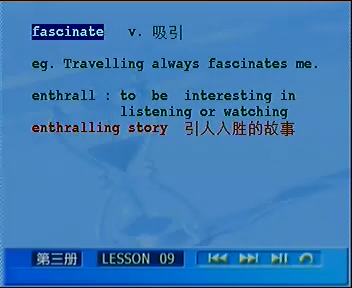 fascinate v. 吸引
eg. Travelling always fascinates me.
enthrall : to be interesting in
listening or watching
enthralling story 引人入胜的故事
第三册 LESSON 09